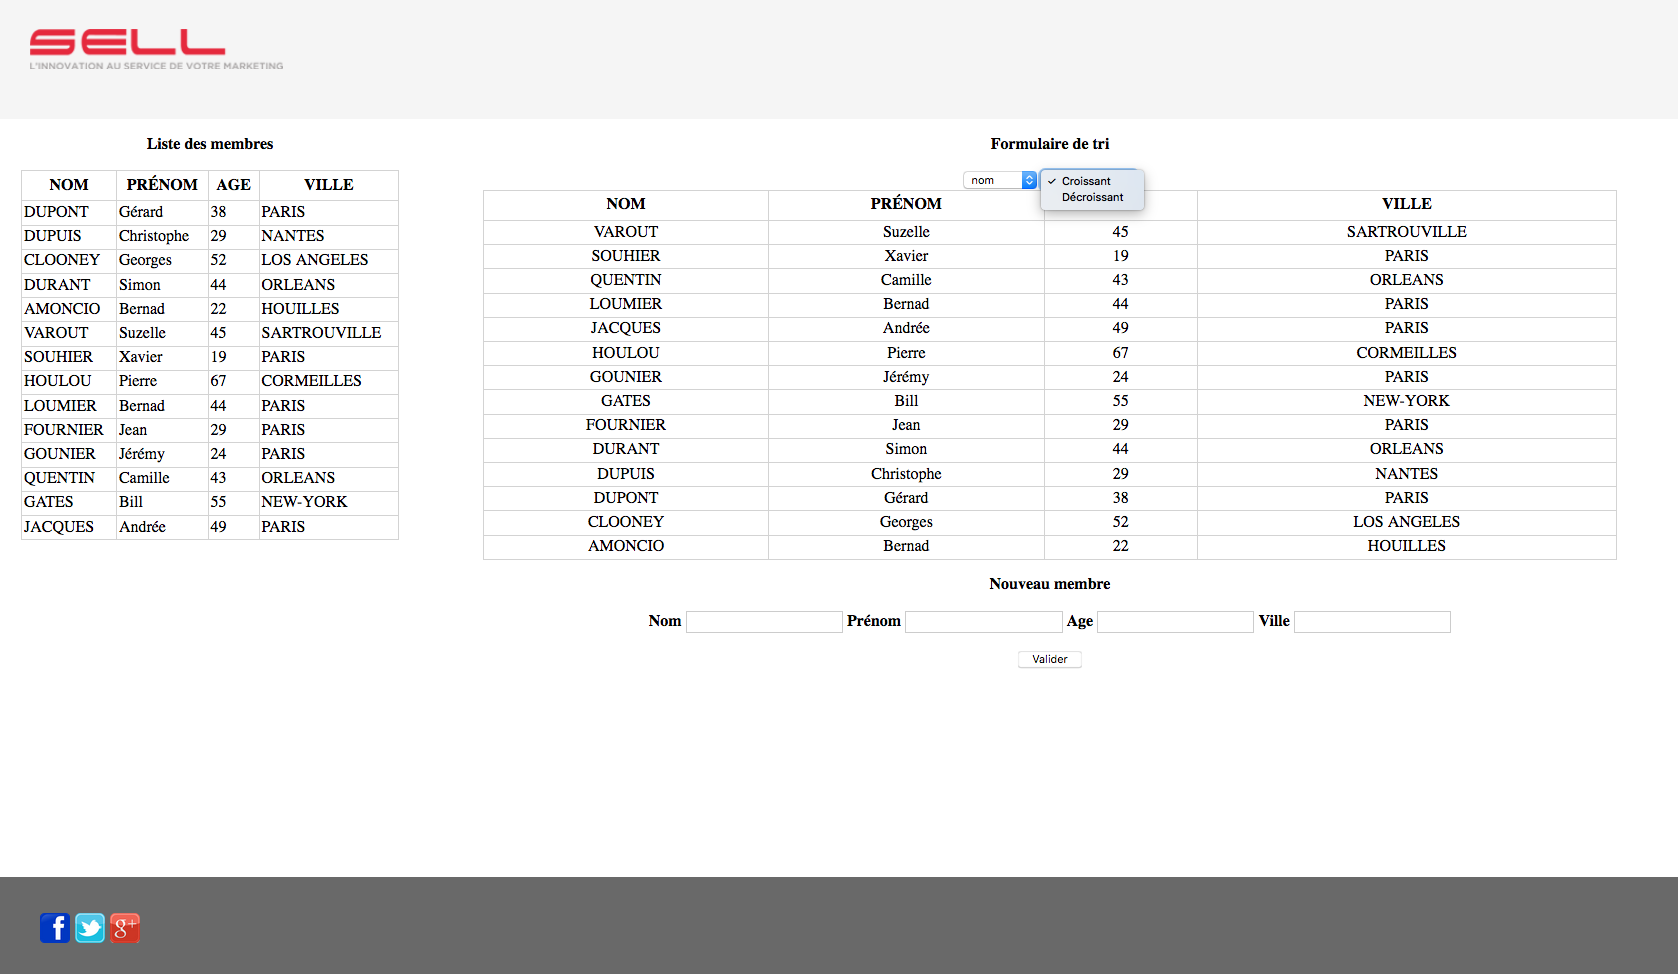 SELL
L'INNOVATION AU SERVICE DE VOTRE MARKETING
Liste des membres
NOM PRÉNOM AGE VILLE
DUPONT Gérard 38 PARIS
DUPUIS Christophe 29 NANTES
CLOONEY Georges 52 LOS ANGELES
DURANT Simon 44 ORLEANS
AMONCIO Bernad 22 HOUILLES
VAROUT Suzelle 45 SARTROUVILLE
SOUHIER Xavier 19 PARIS
HOULOU Pierre 67 CORMEILLES
LOUMIER Bernad 44 PARIS
FOURNIER Jean 29 PARIS
GOUNIER Jérémy 24 PARIS
QUENTIN Camille 43 ORLEANS
GATES Bill 55 NEW-YORK
JACQUES Andrée 49 PARIS
Formulaire de tri
nom
✓ Croissant
Décroissant
NOM PRÉNOM VILLE
VAROUT Suzelle 45 SARTROUVILLE
SOUHIER Xavier 19 PARIS
QUENTIN Camille 43 ORLEANS
LOUMIER Bernad 44 PARIS
JACQUES Andrée 49 PARIS
HOULOU Pierre 67 CORMEILLES
GOUNIER Jérémy 24 PARIS
GATES Bill 55 NEW-YORK
FOURNIER Jean 29 PARIS
DURANT Simon 44 ORLEANS
DUPUIS Christophe 29 NANTES
DUPONT Gérard 38 PARIS
CLOONEY Georges 52 LOS ANGELES
AMONCIO Bernad 22 HOUILLES
Nouveau membre
Nom Prénom Age Ville
Valider
f g+